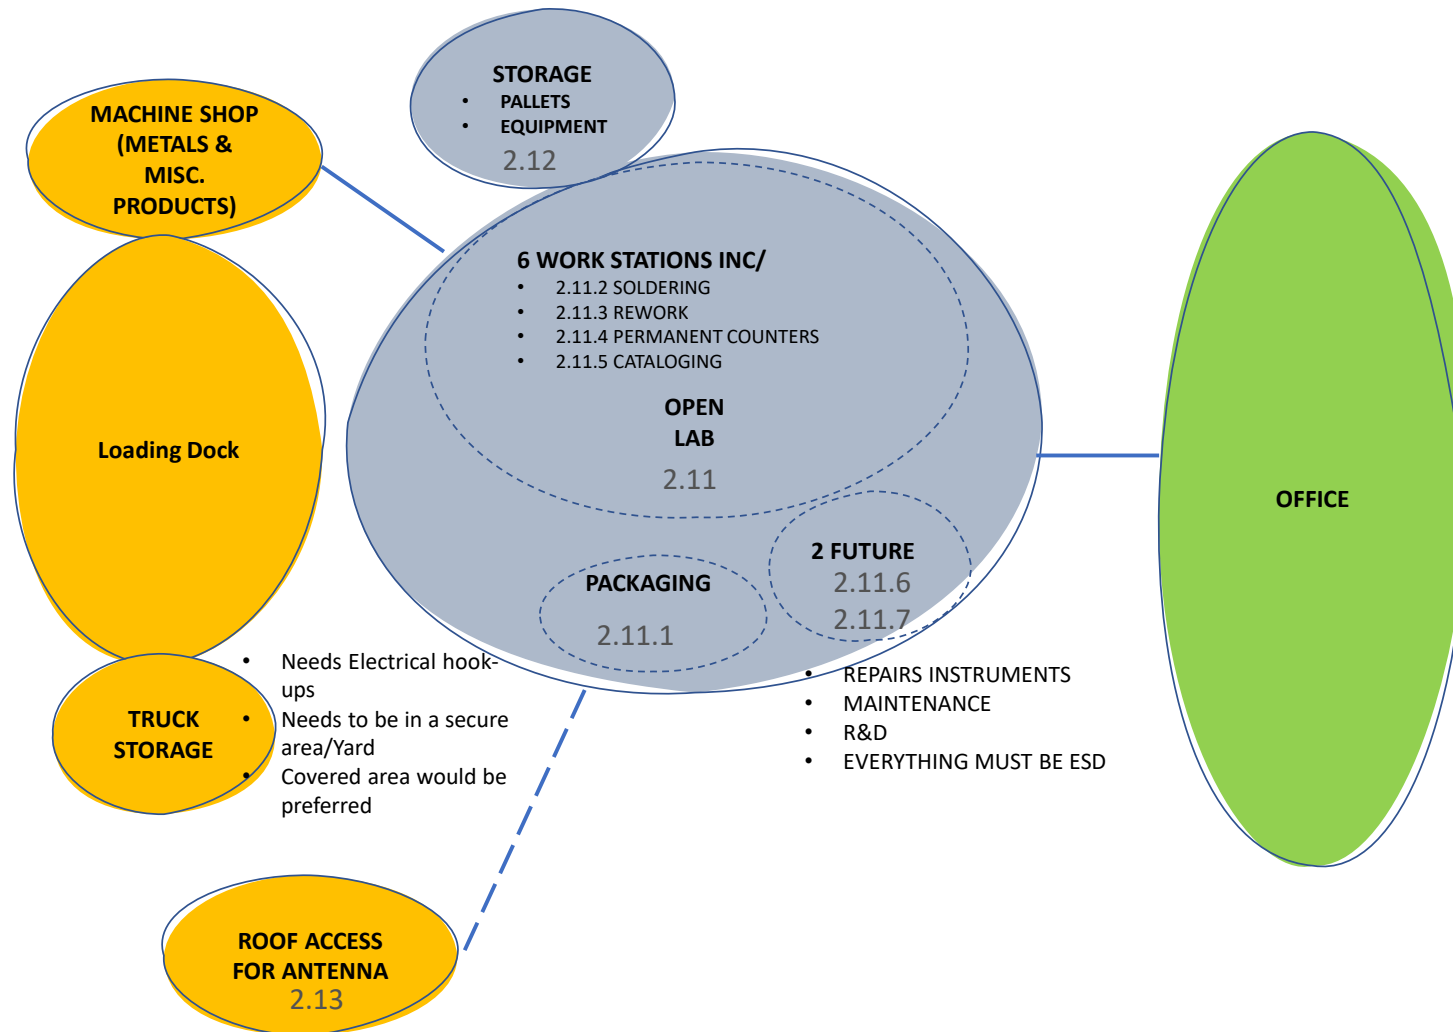 STORAGE
• PALLETS
• EQUIPMENT
2.12
MACHINE SHOP
(METALS &
MISC.
PRODUCTS)
6 WORK STATIONS INC/
• 2.11.2 SOLDERING
• 2.11.3 REWORK
• 2.11.4 PERMANENT COUNTERS
• 2.11.5 CATALOGING
OPEN
LAB
2.11
Loading Dock
OFFICE
2 FUTURE
2.11.6
2.11.7
PACKAGING
2.11.1
• Needs Electrical hook-
ups
• Needs to be in a secure
area/Yard
• Covered area would be
preferred
TRUCK
STORAGE
• REPAIRS INSTRUMENTS
• MAINTENANCE
• R&D
• EVERYTHING MUST BE ESD
ROOF ACCESS
FOR ANTENNA
2.13